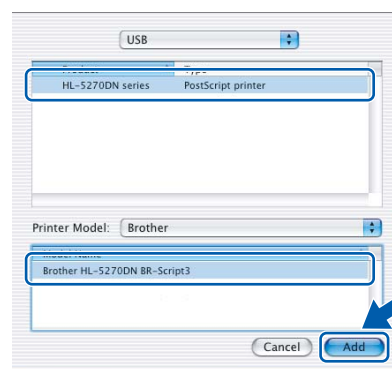 USB
HL-5270DN series PostScript printer
Printer Model: Brother
Brother HL-5270DN BR-Script3
Cancel Add